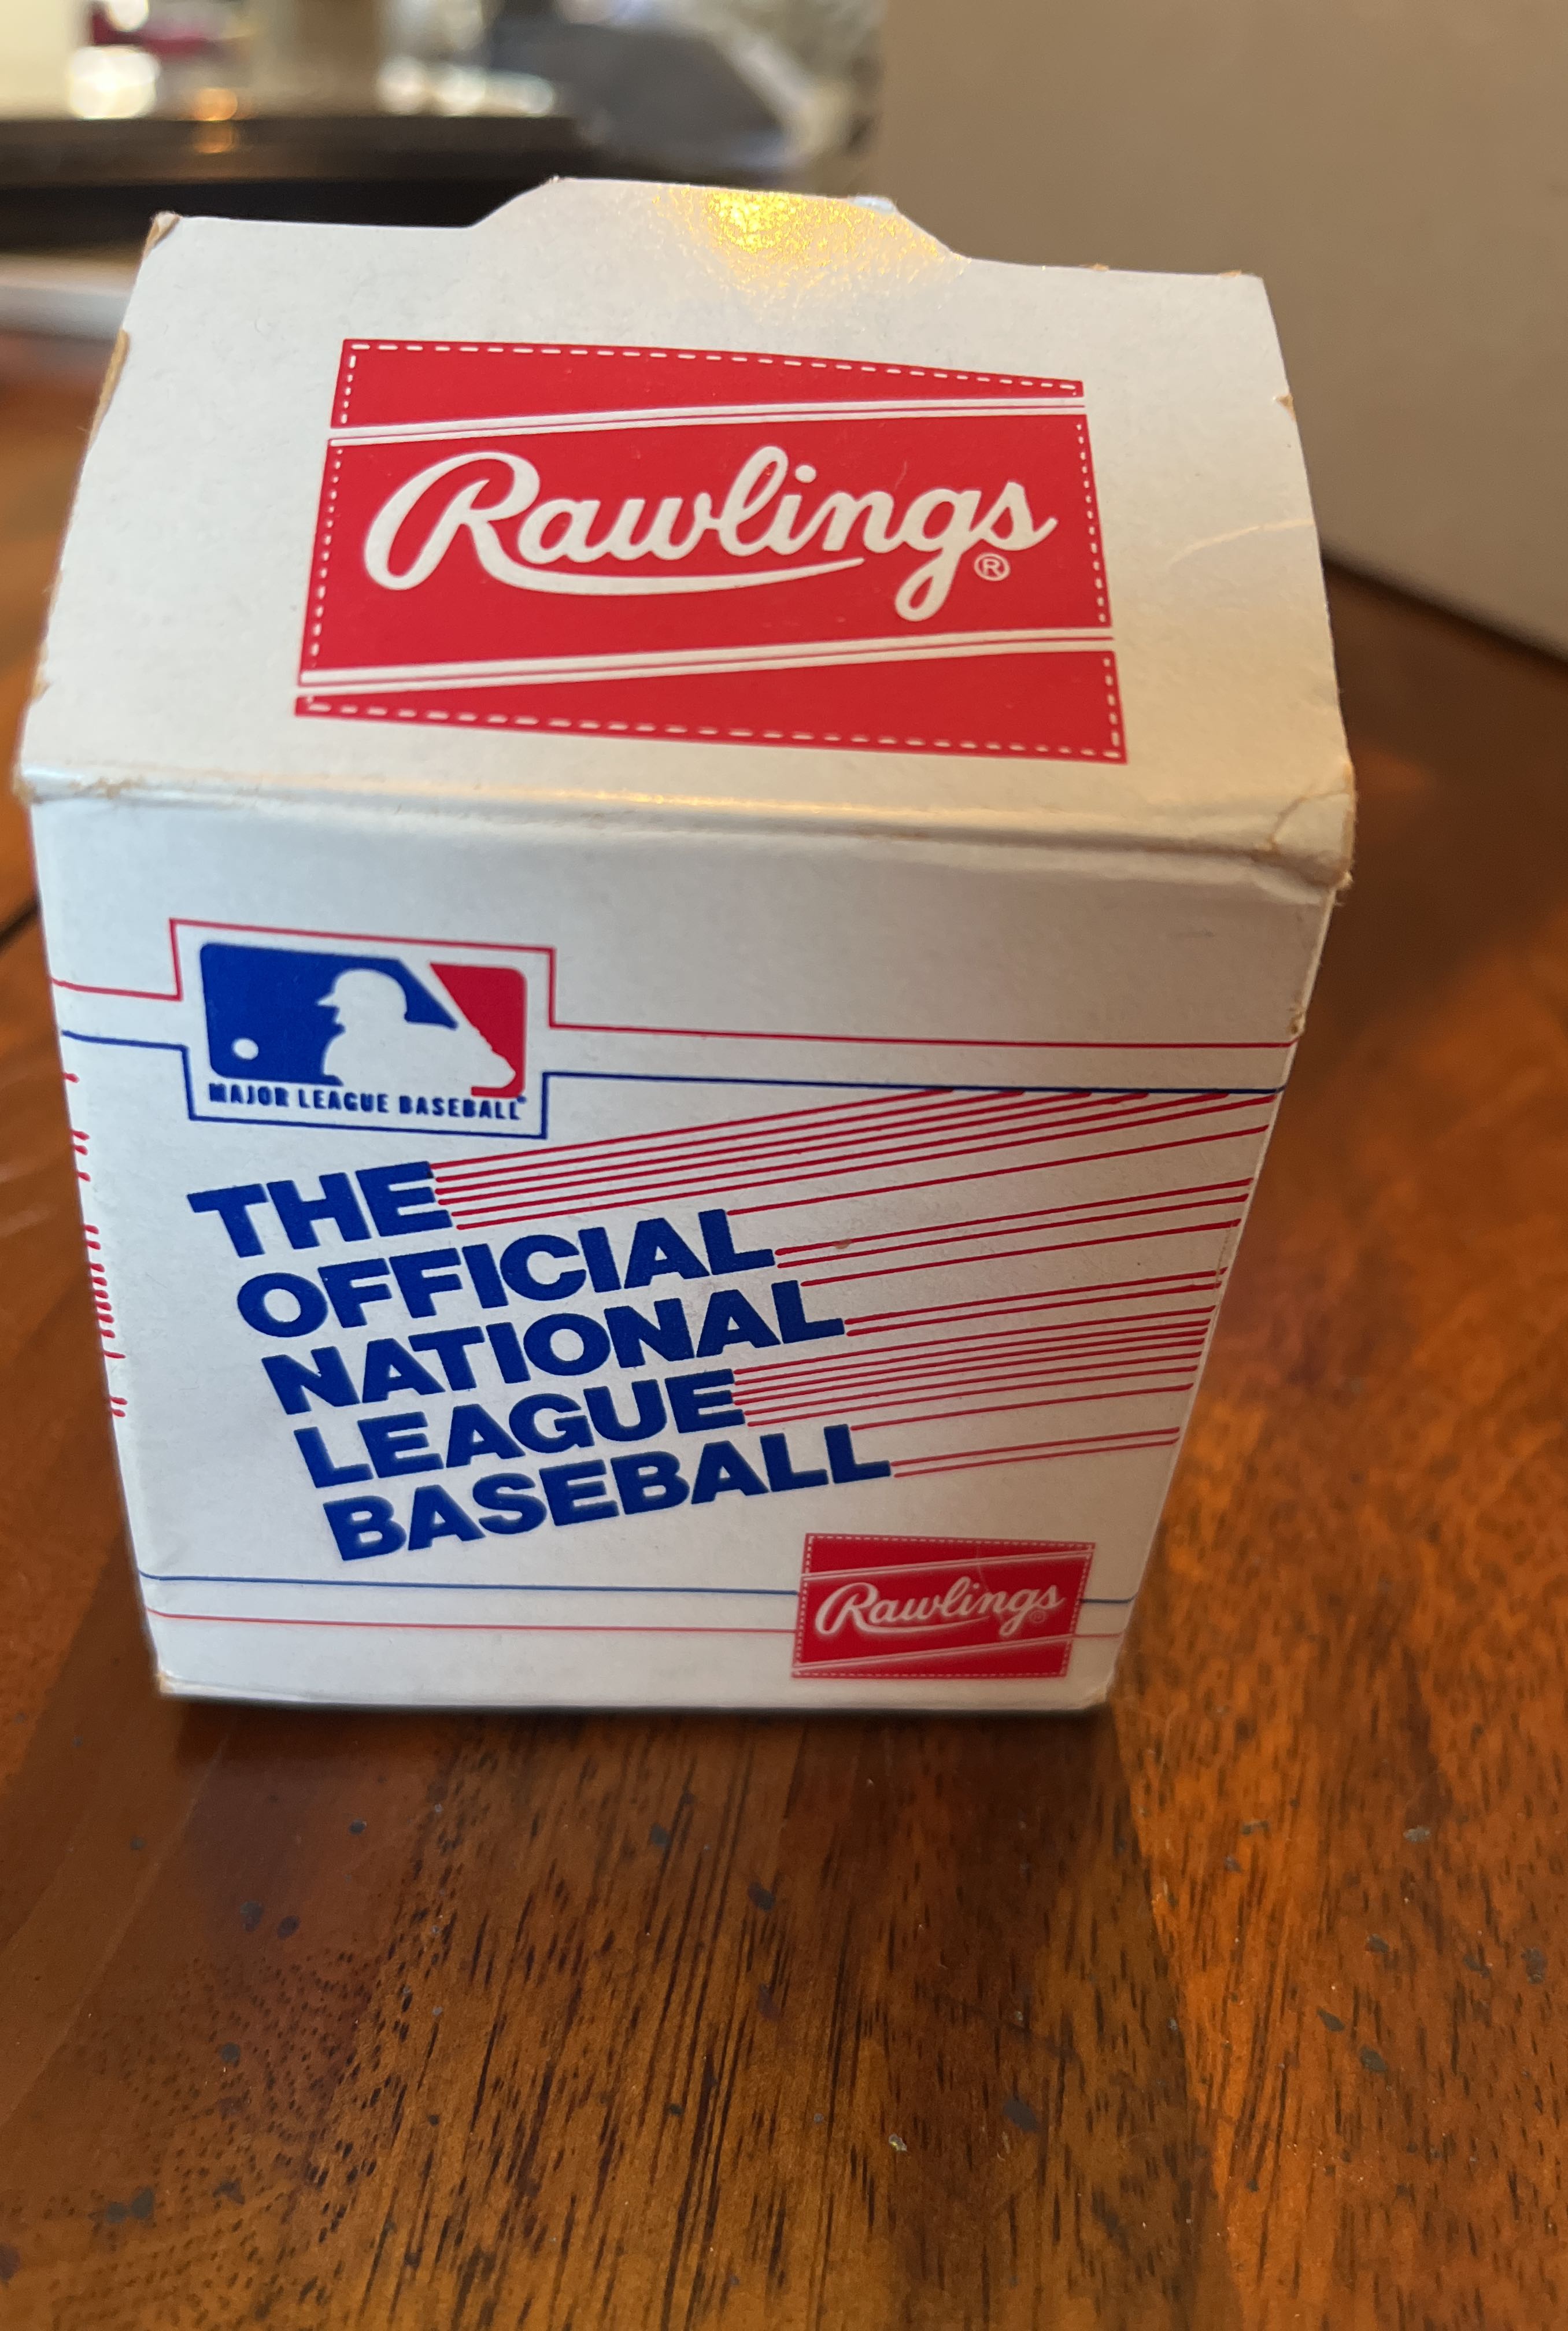 Rawlings®
MAJOR LEAGUE BASEBALL
THE
OFFICIAL
NATIONAL
LEAGUE
BASEBALL
Rawlings®